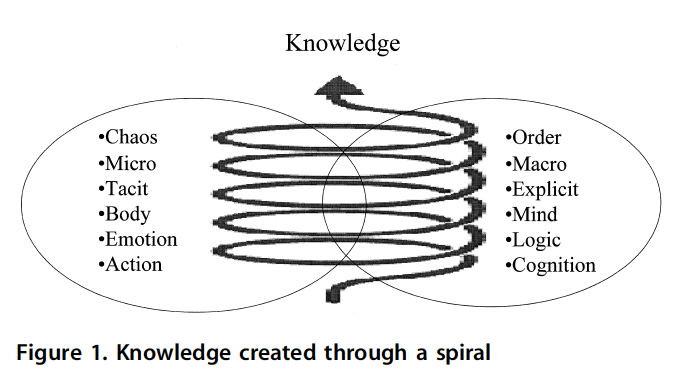 Knowledge
•Chaos
•Micro
•Tacit
•Body
•Emotion
•Action
•Order
•Macro
•Explicit
•Mind
•Logic
•Cognition
Figure 1. Knowledge created through a spiral